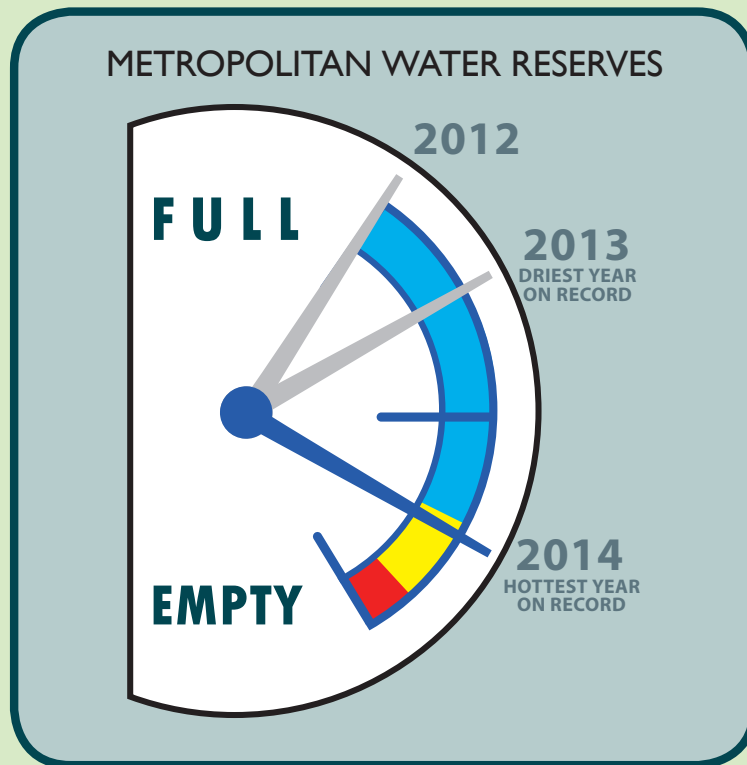 METROPOLITAN WATER RESERVES
2012
FULL
2013
DRIEST YEAR
ON RECORD
2014
HOTTEST YEAR
ON RECORD
EMPTY